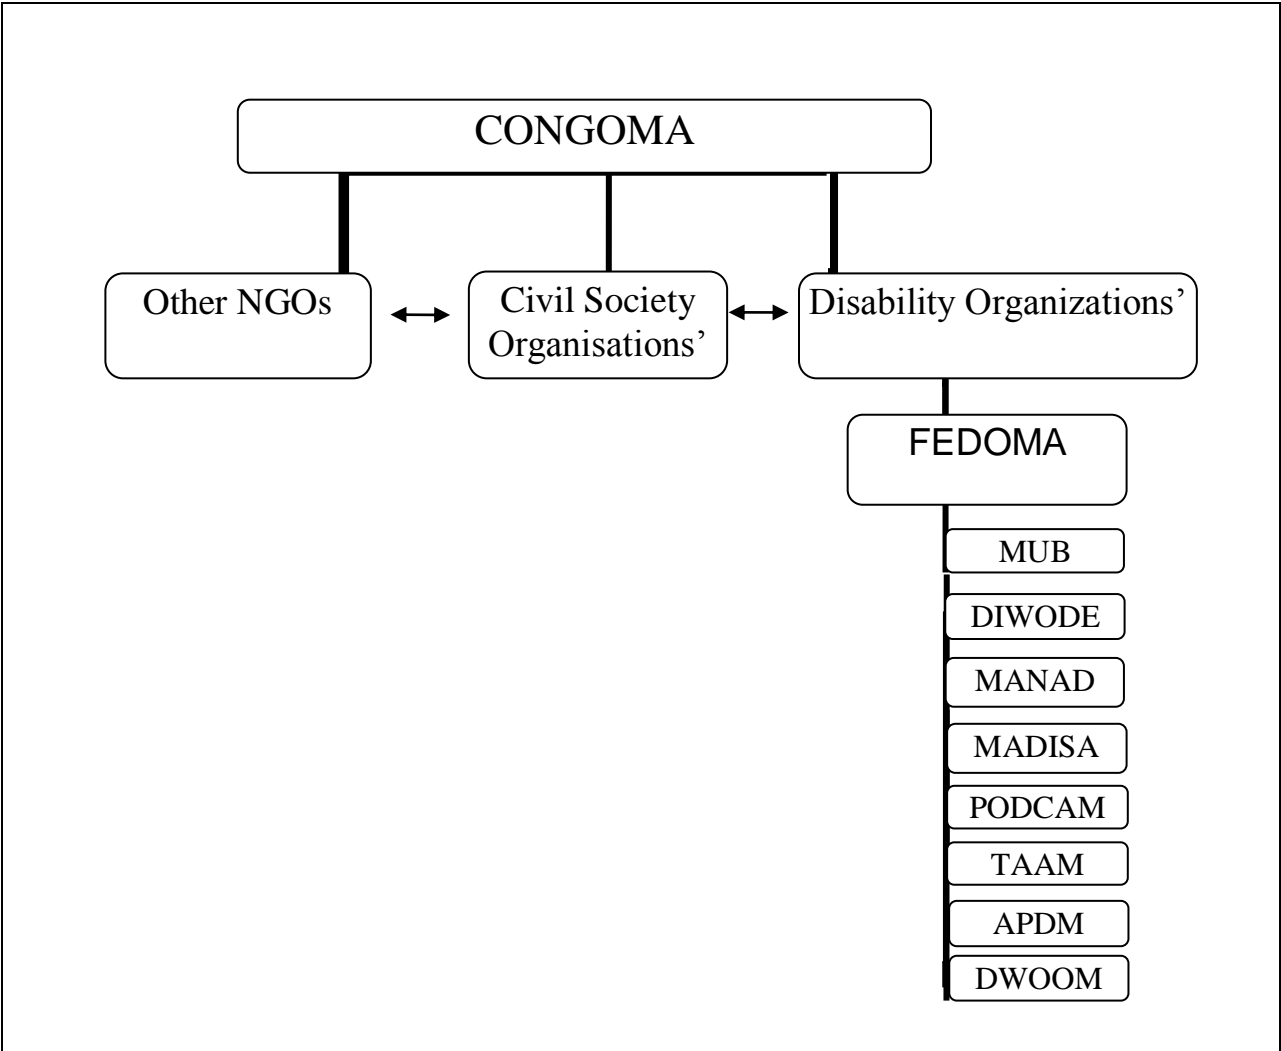 CONGOMA
Other NGOs
Civil Society
Organisations’
Disability Organizations’
FEDOMA
MUB
DIWODE
MANAD
MADISA
PODCAM
TAAM
APDM
DWOOM